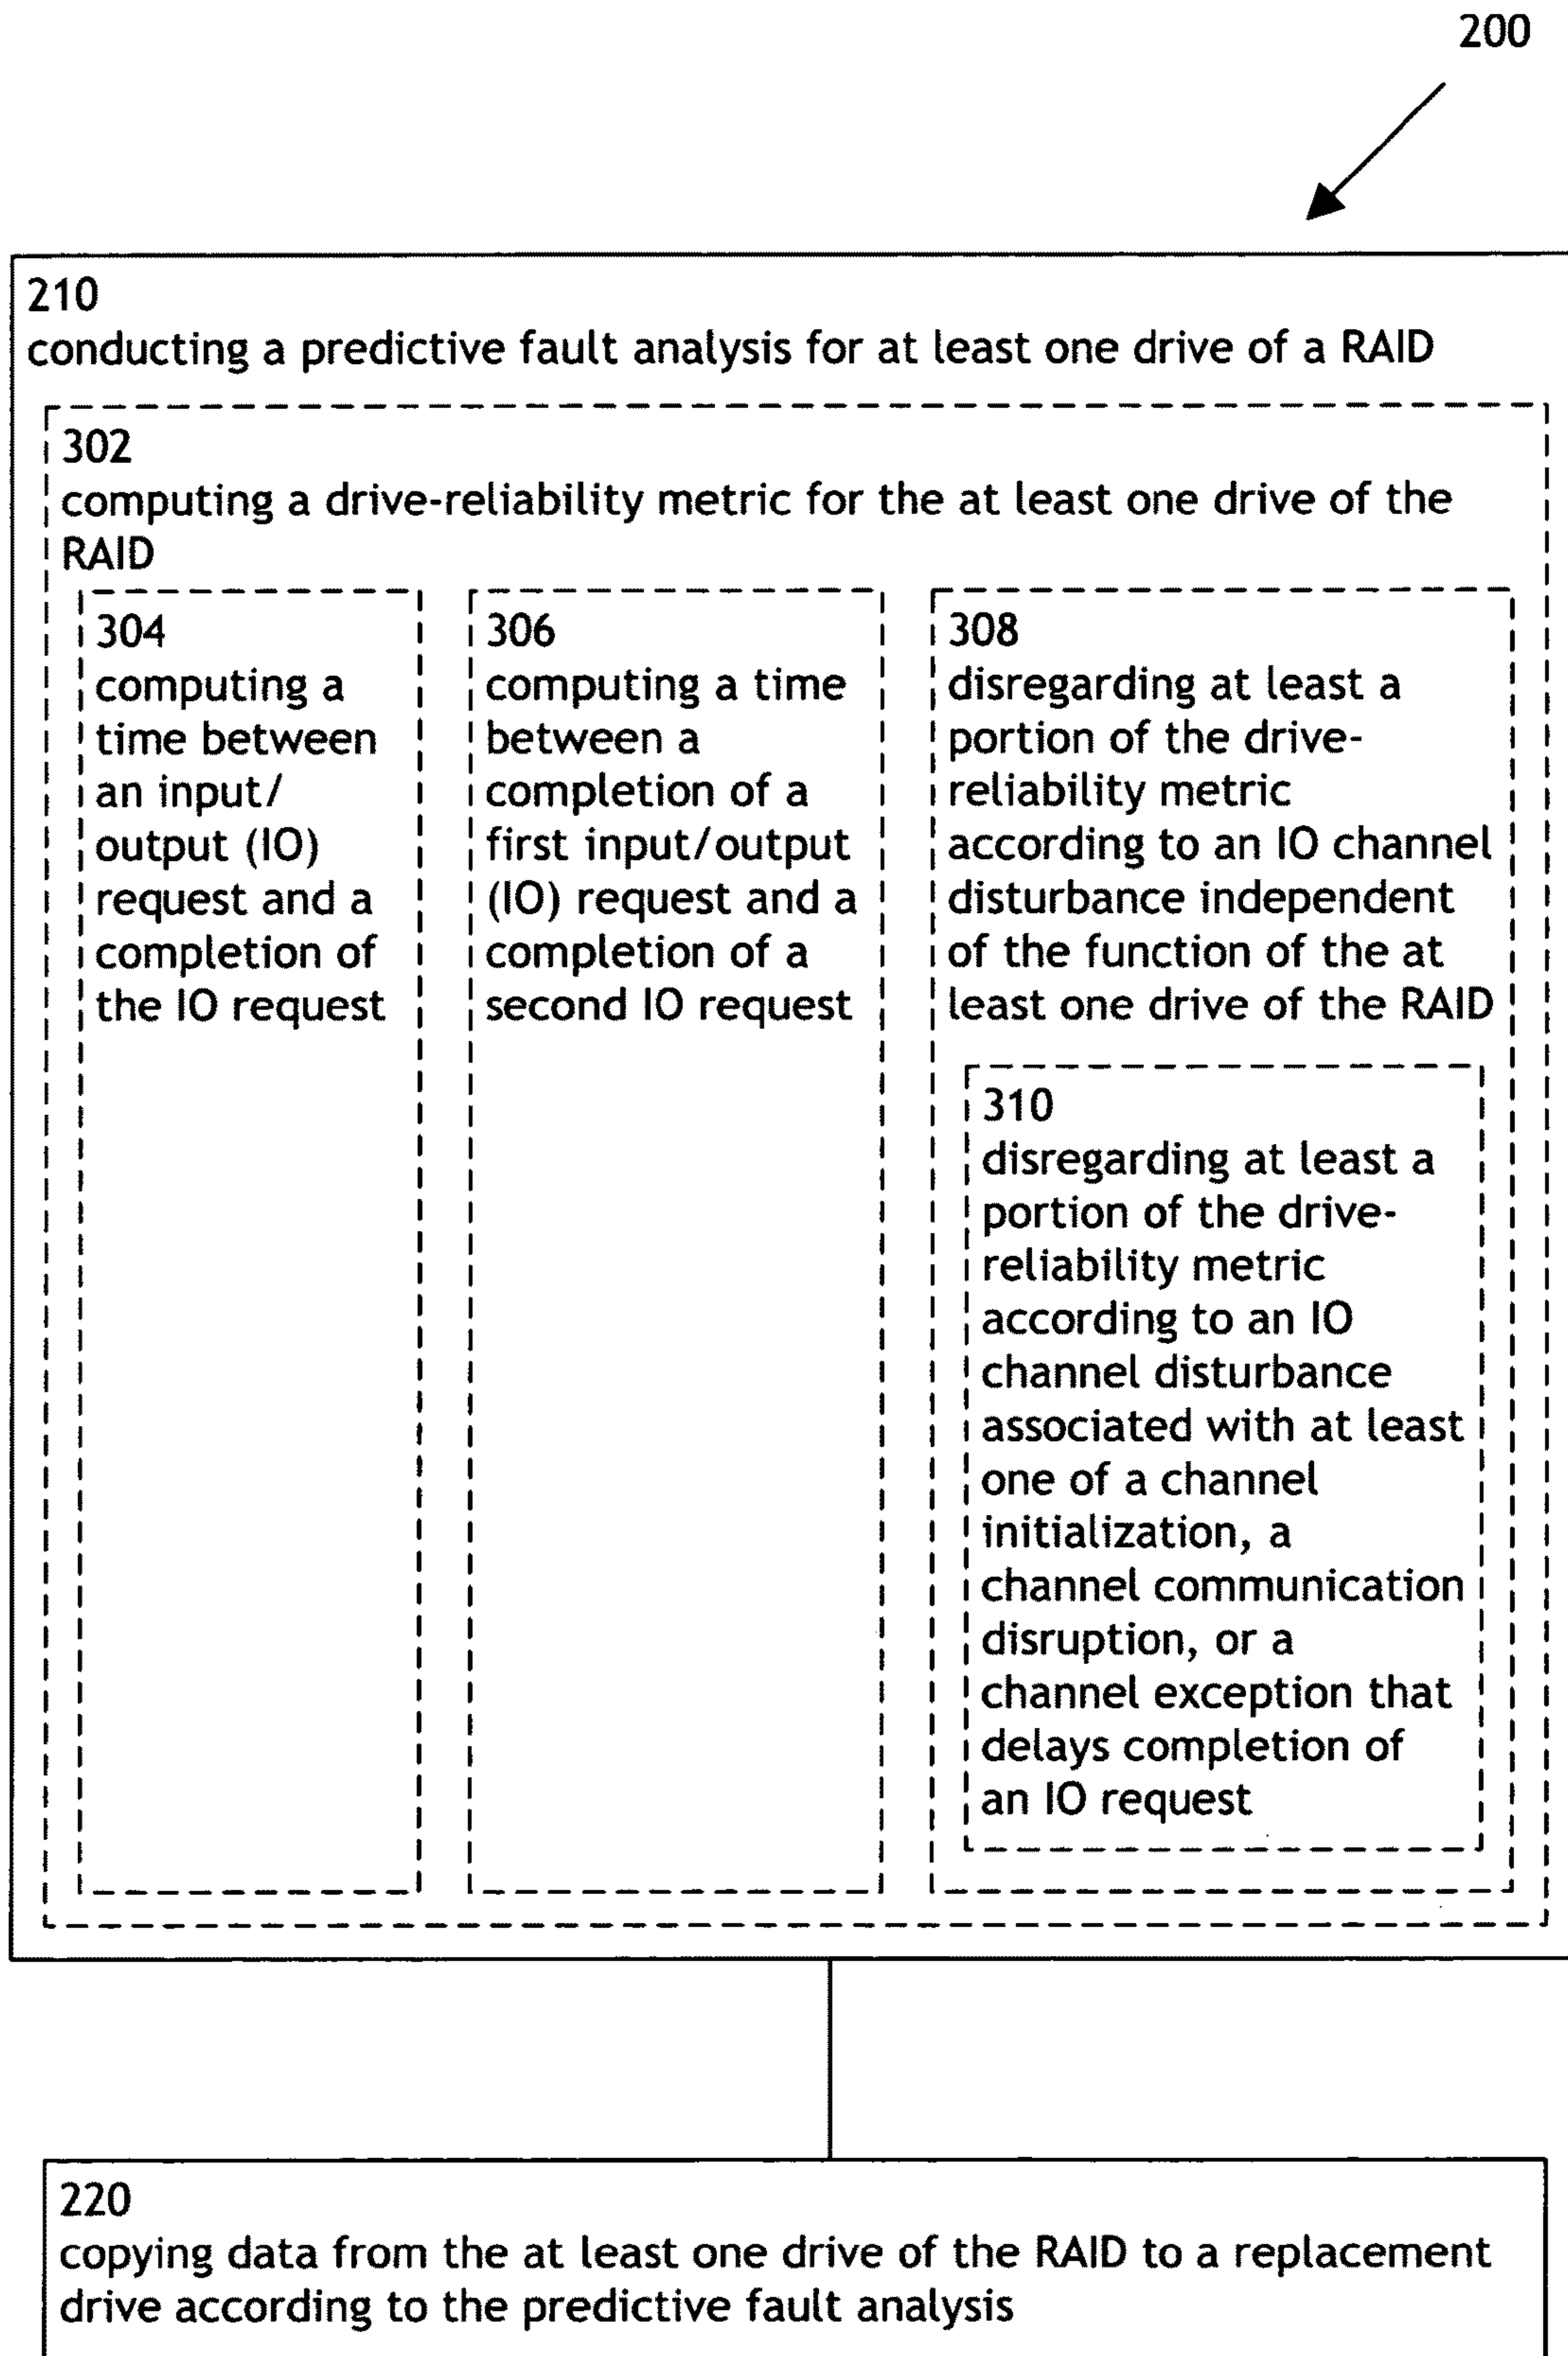 200
210
conducting a predictive fault analysis for at least one drive of a RAID
302
computing a drive-reliability metric for the at least one drive of the
RAID
304
computing a
time between
an input/
output (IO)
request and a
completion of
the IO request
306
computing a time
between a
completion of a
first input/output
(IO) request and a
completion of a
second IO request
308
disregarding at least a
portion of the drive-
reliability metric
according to an IO channel
disturbance independent
of the function of the at
least one drive of the RAID
310
disregarding at least a
portion of the drive-
reliability metric
according to an IO
channel disturbance
associated with at least
one of a channel
initialization, a
channel communication
disruption, or a
channel exception that
delays completion of
an IO request
220
copying data from the at least one drive of the RAID to a replacement
drive according to the predictive fault analysis